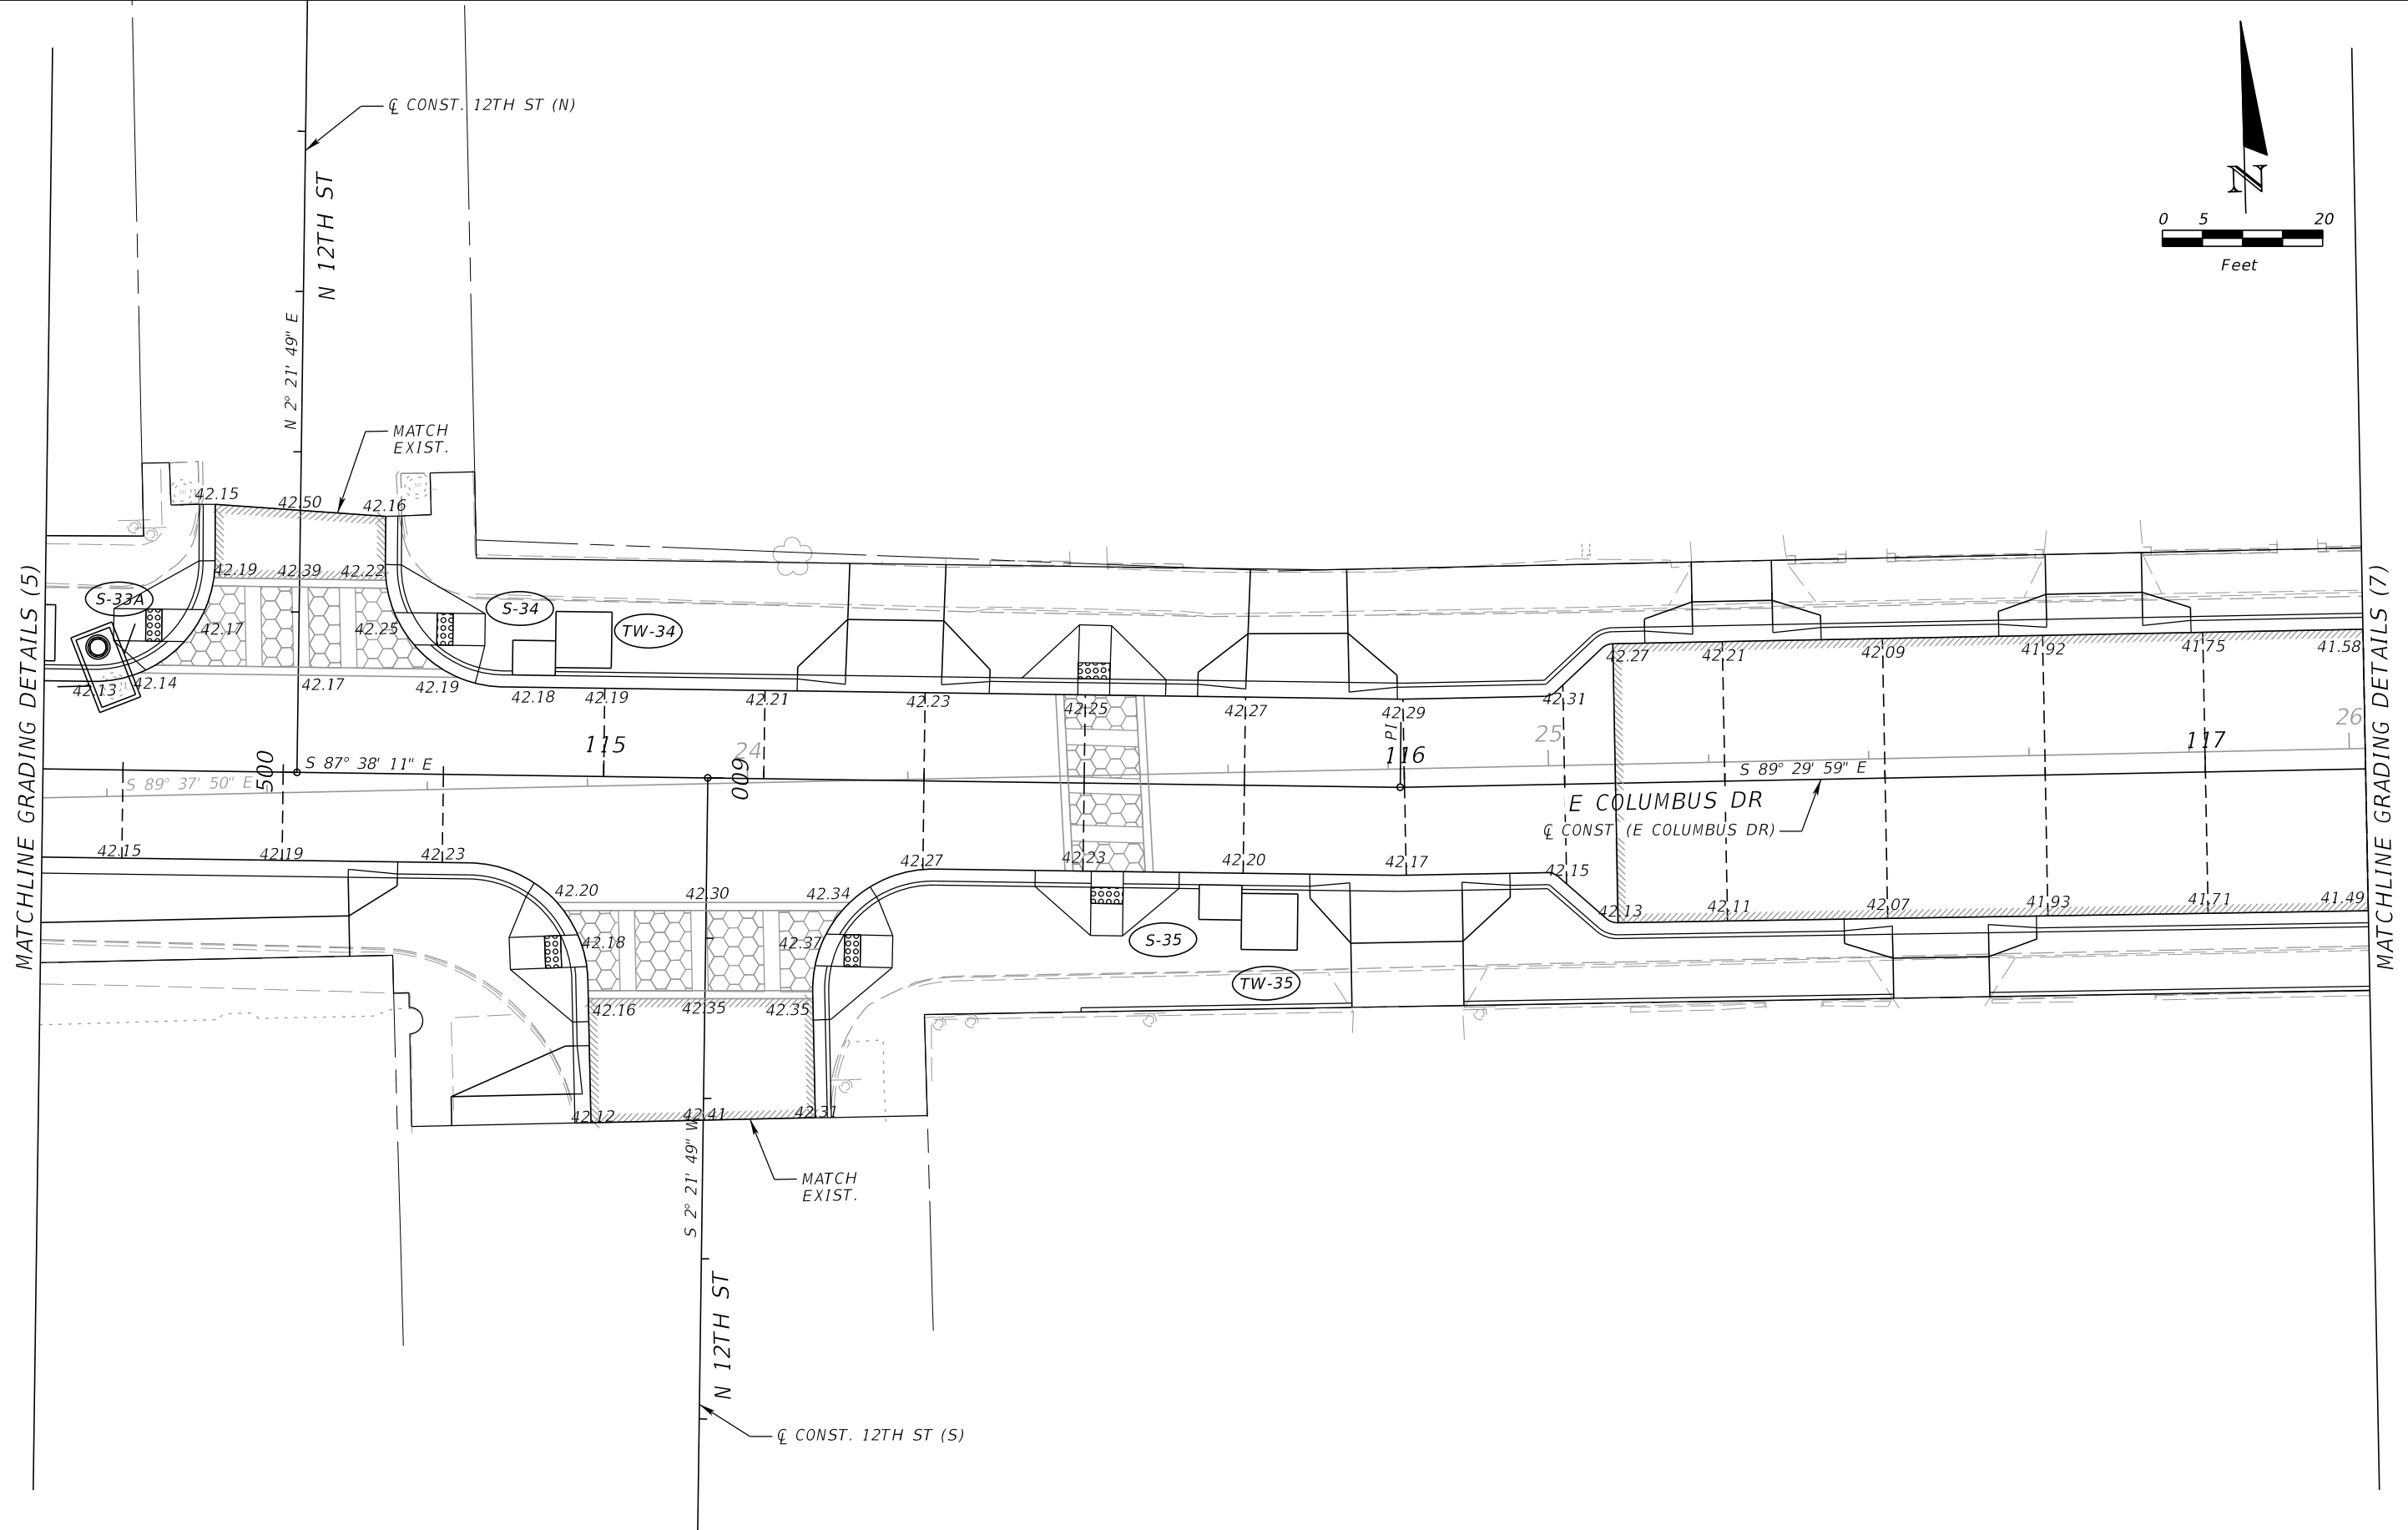 ℄ CONST. 12TH ST (N)
N 12TH ST
N 2° 21' 49" E
N
0 5 20
Feet
MATCH
EXIST.
42.15 42.50 42.16
42.19 42.39 42.22
S-33A
S-34
TW-34
42.17 42.25
42.13 42.14 42.17 42.19 42.18 42.19 42.21 42.23 42.25 42.27 42.29 42.31 42.27 42.21 42.09 41.92 41.75 41.58
MATCHLINE GRADING DETAILS (5)
MATCHLINE GRADING DETAILS (7)
500
S 87° 38' 11" E
S 89° 37' 50" E
115
24
600
PI
116
25
117
26
S 89° 29' 59" E
E COLUMBUS DR
℄ CONST. (E COLUMBUS DR)
42.15 42.19 42.23 42.27 42.23 42.20 42.17 42.15 42.13 42.11 42.07 41.93 41.71 41.49
42.20 42.30 42.34
42.18 42.37
S-35
TW-35
42.16 42.35 42.35
42.12 42.41 42.31
S 2° 21' 49" W
MATCH
EXIST.
N 12TH ST
℄ CONST. 12TH ST (S)